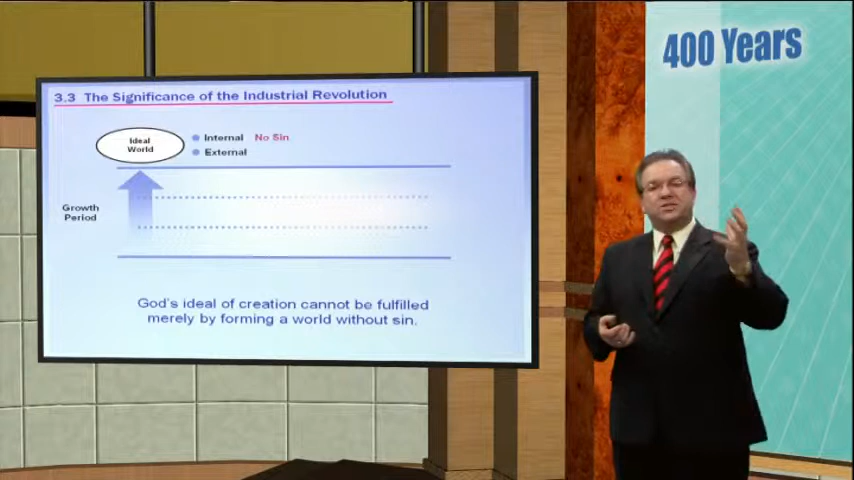 400 Years
3.3 The Significance of the Industrial Revolution
Ideal
World
Internal No Sin
External
Growth
Period
God's ideal of creation cannot be fulfilled
merely by forming a world without sin.